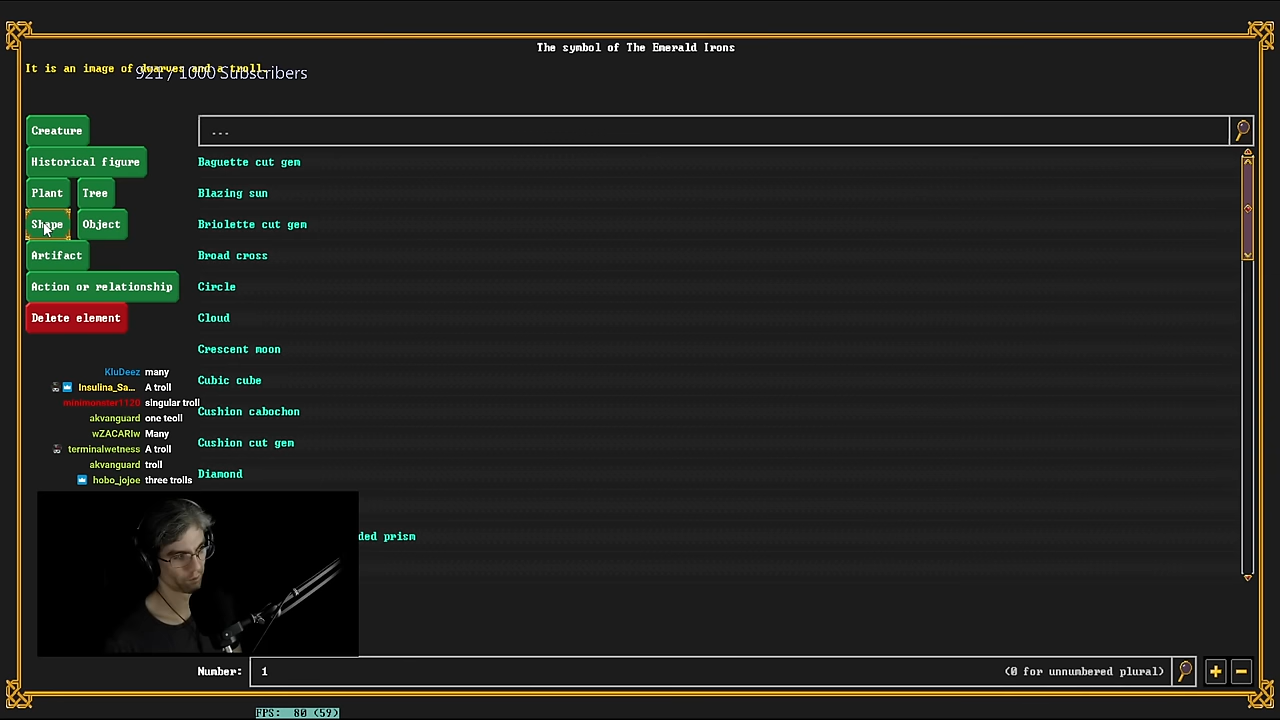 The symbol of The Emerald Irons
It is an image of dwarves and a troll.
921 / 1000 Subscribers
Creature
...
Historical figure
Baguette cut gem
Plant
Tree
Blazing sun
Shape
Object
Briolette cut gem
Artifact
Broad cross
Action or relationship
Circle
Delete element
Cloud
Crescent moon
Cubic cube
Cushion cabochon
Cushion cut gem
Diamond
ded prism
KluDeez many
Insulina_Sa... A troll
minimonster1120 singular troll
akvanguard one teoll
wZACARIw Many
terminalwetness A troll
akvanguard troll
hobo_jojoe three trolls
Number: 1 (0 for unnumbered plural)
FPS: 80 (59)